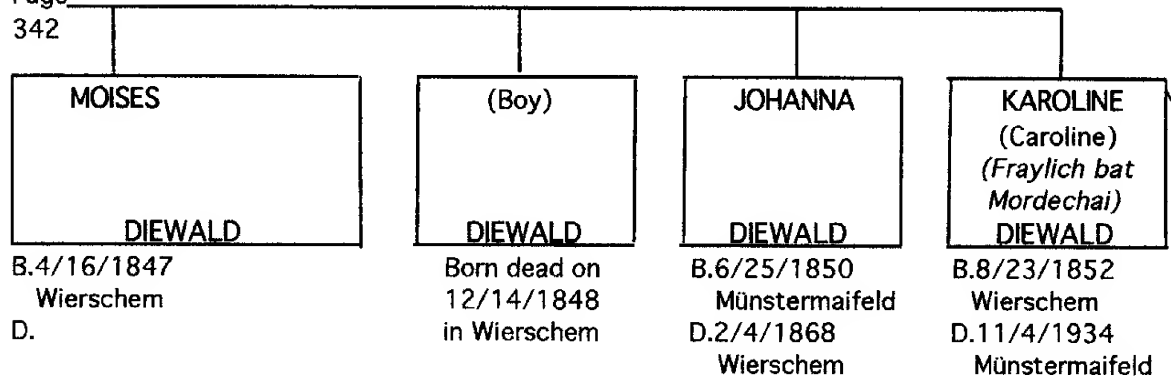 Page
342
MOISES
DIEWALD
B.4/16/1847
Wierschem
D.
(Boy)
DIEWALD
Born dead on
12/14/1848
in Wierschem
JOHANNA
DIEWALD
B.6/25/1850
Münstermaifeld
D.2/4/1868
Wierschem
KAROLINE
(Caroline)
(Fraylich bat
Mordechai)
DIEWALD
B.8/23/1852
Wierschem
D.11/4/1934
Münstermaifeld